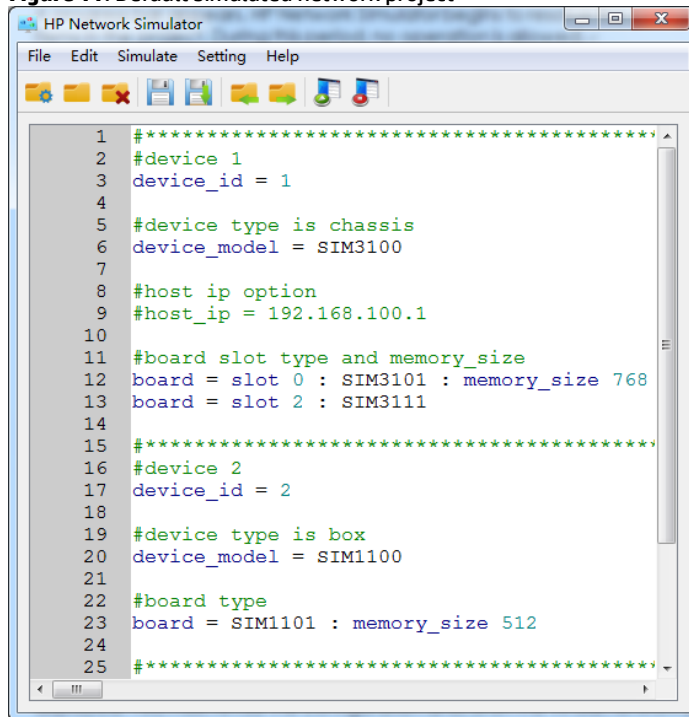 Default simulated network project
HP Network Simulator
File Edit Simulate Setting Help
1 #*******************************************
2 #device 1
3 device_id = 1
4
5 #device type is chassis
6 device_model = SIM3100
7
8 #host ip option
9 #host_ip = 192.168.100.1
10
11 #board slot type and memory_size
12 board = slot 0 : SIM3101 : memory_size 768
13 board = slot 2 : SIM3111
14
15 #*******************************************
16 #device 2
17 device_id = 2
18
19 #device type is box
20 device_model = SIM1100
21
22 #board type
23 board = SIM1101 : memory_size 512
24
25 #*******************************************